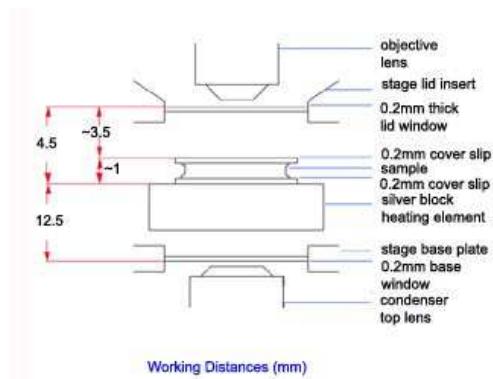 objective
lens
stage lid insert
0.2mm thick
lid window
~3.5
4.5
0.2mm cover slip
sample
~1
0.2mm cover slip
silver block
heating element
12.5
stage base plate
0.2mm base
window
condenser
top lens
Working Distances (mm)